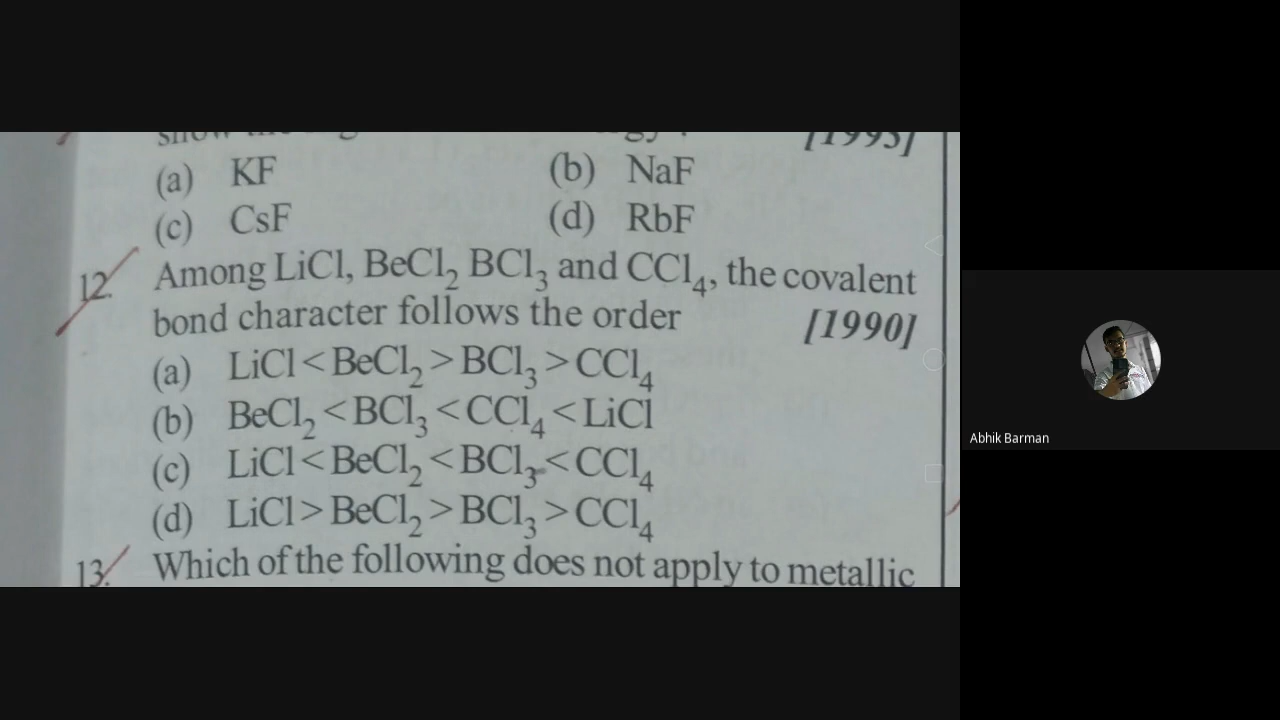 [1995]
(a) KF (b) NaF
(c) CsF (d) RbF
12. Among LiCl, BeCl₂ BCl₃ and CCl₄, the covalent
bond character follows the order [1990]
(a) LiCl < BeCl₂ > BCl₃ > CCl₄
(b) BeCl₂ < BCl₃ < CCl₄ < LiCl
(c) LiCl < BeCl₂ < BCl₃ < CCl₄
(d) LiCl > BeCl₂ > BCl₃ > CCl₄
13. Which of the following does not apply to metallic
Abhik Barman